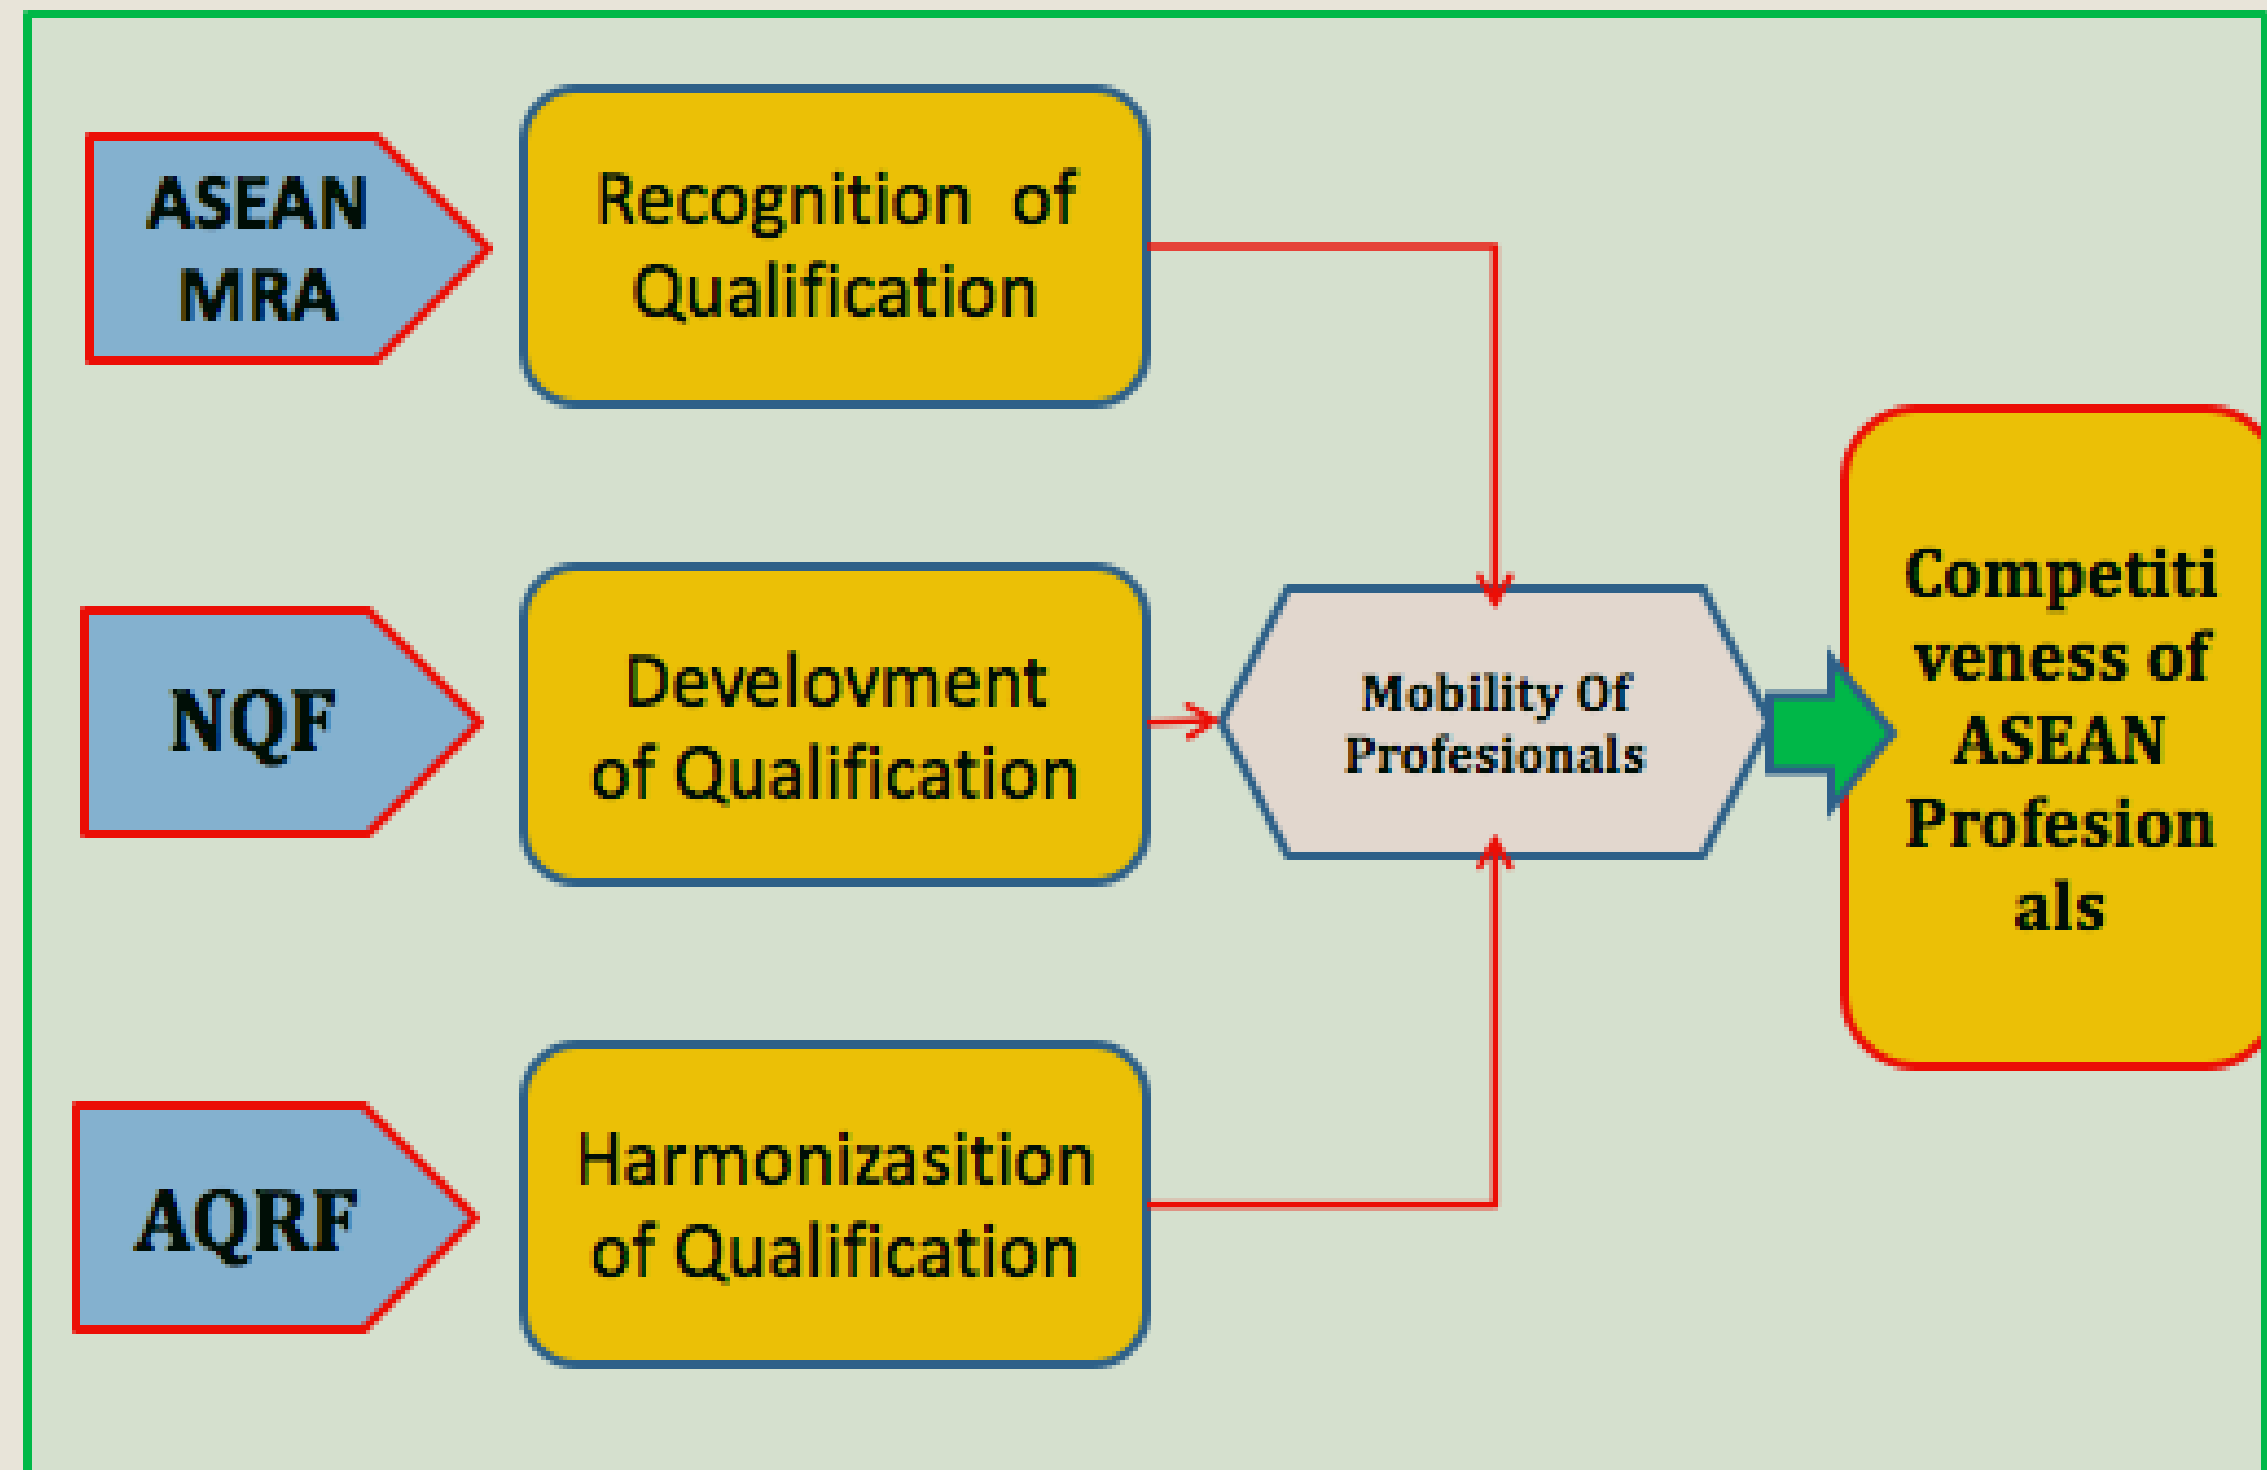 ASEAN
MRA
Recognition of
Qualification
NQF
Develovment
of Qualification
Mobility Of
Profesionals
Competiti
veness of
ASEAN
Profesion
als
AQRF
Harmonizasition
of Qualification